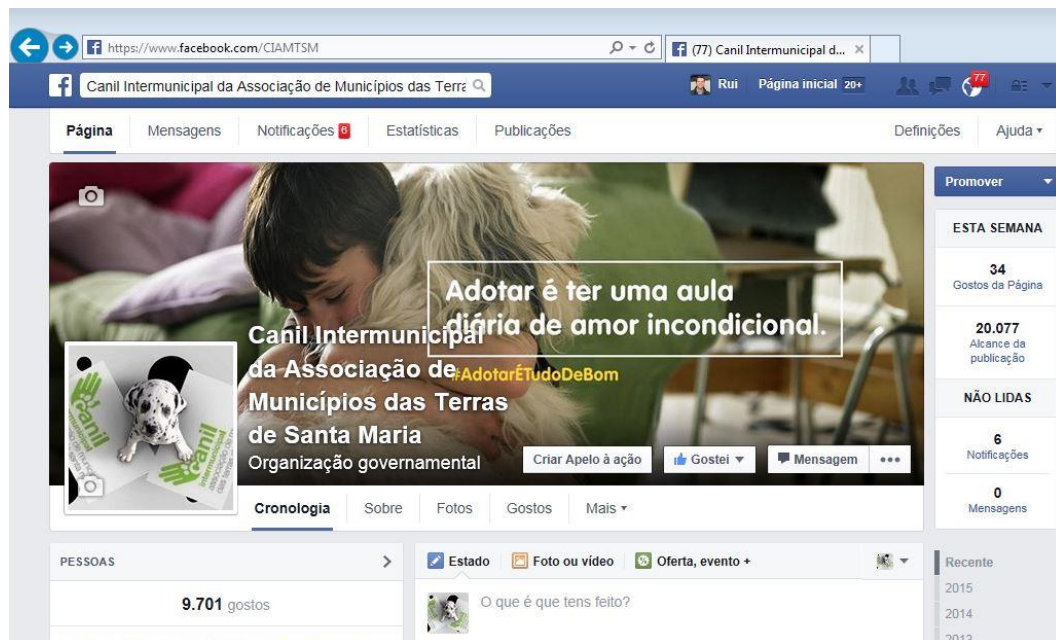 https://www.facebook.com/CIAMTSM
(77) Canil Intermunicipal d...
Canil Intermunicipal da Associação de Municípios das Terra
Rui
Página inicial 20+
77
Página
Mensagens
Notificações 6
Estatísticas
Publicações
Definições
Ajuda
Promover
ESTA SEMANA
34
Gostos da Página
20.077
Alcance da
publicação
NÃO LIDAS
6
Notificações
0
Mensagens
Adotar é ter uma aula
diária de amor incondicional.
#AdotarÉTudoDeBom
Canil Intermunicipal
da Associação de
Municípios das Terras
de Santa Maria
Organização governamental
Criar Apelo à ação
Gostei
Mensagem
canil
intermunicipal
canil
intermunicipal
Cronologia
Sobre
Fotos
Gostos
Mais
PESSOAS
9.701 gostos
Estado
Foto ou vídeo
Oferta, evento +
O que é que tens feito?
Recente
2015
2014
2013